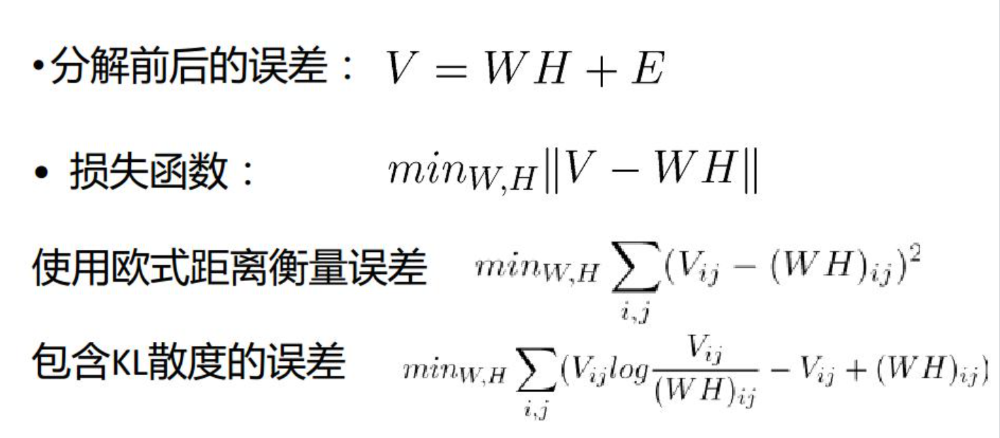 •分解前后的误差： V = WH + E
• 损失函数： min_{W,H}‖V − WH‖
使用欧式距离衡量误差 min_{W,H} ∑_{i,j}(V_{ij} − (WH)_{ij})^2
包含KL散度的误差 min_{W,H} ∑_{i,j}(V_{ij}log\frac{V_{ij}}{(WH)_{ij}} − V_{ij} + (WH)_{ij})